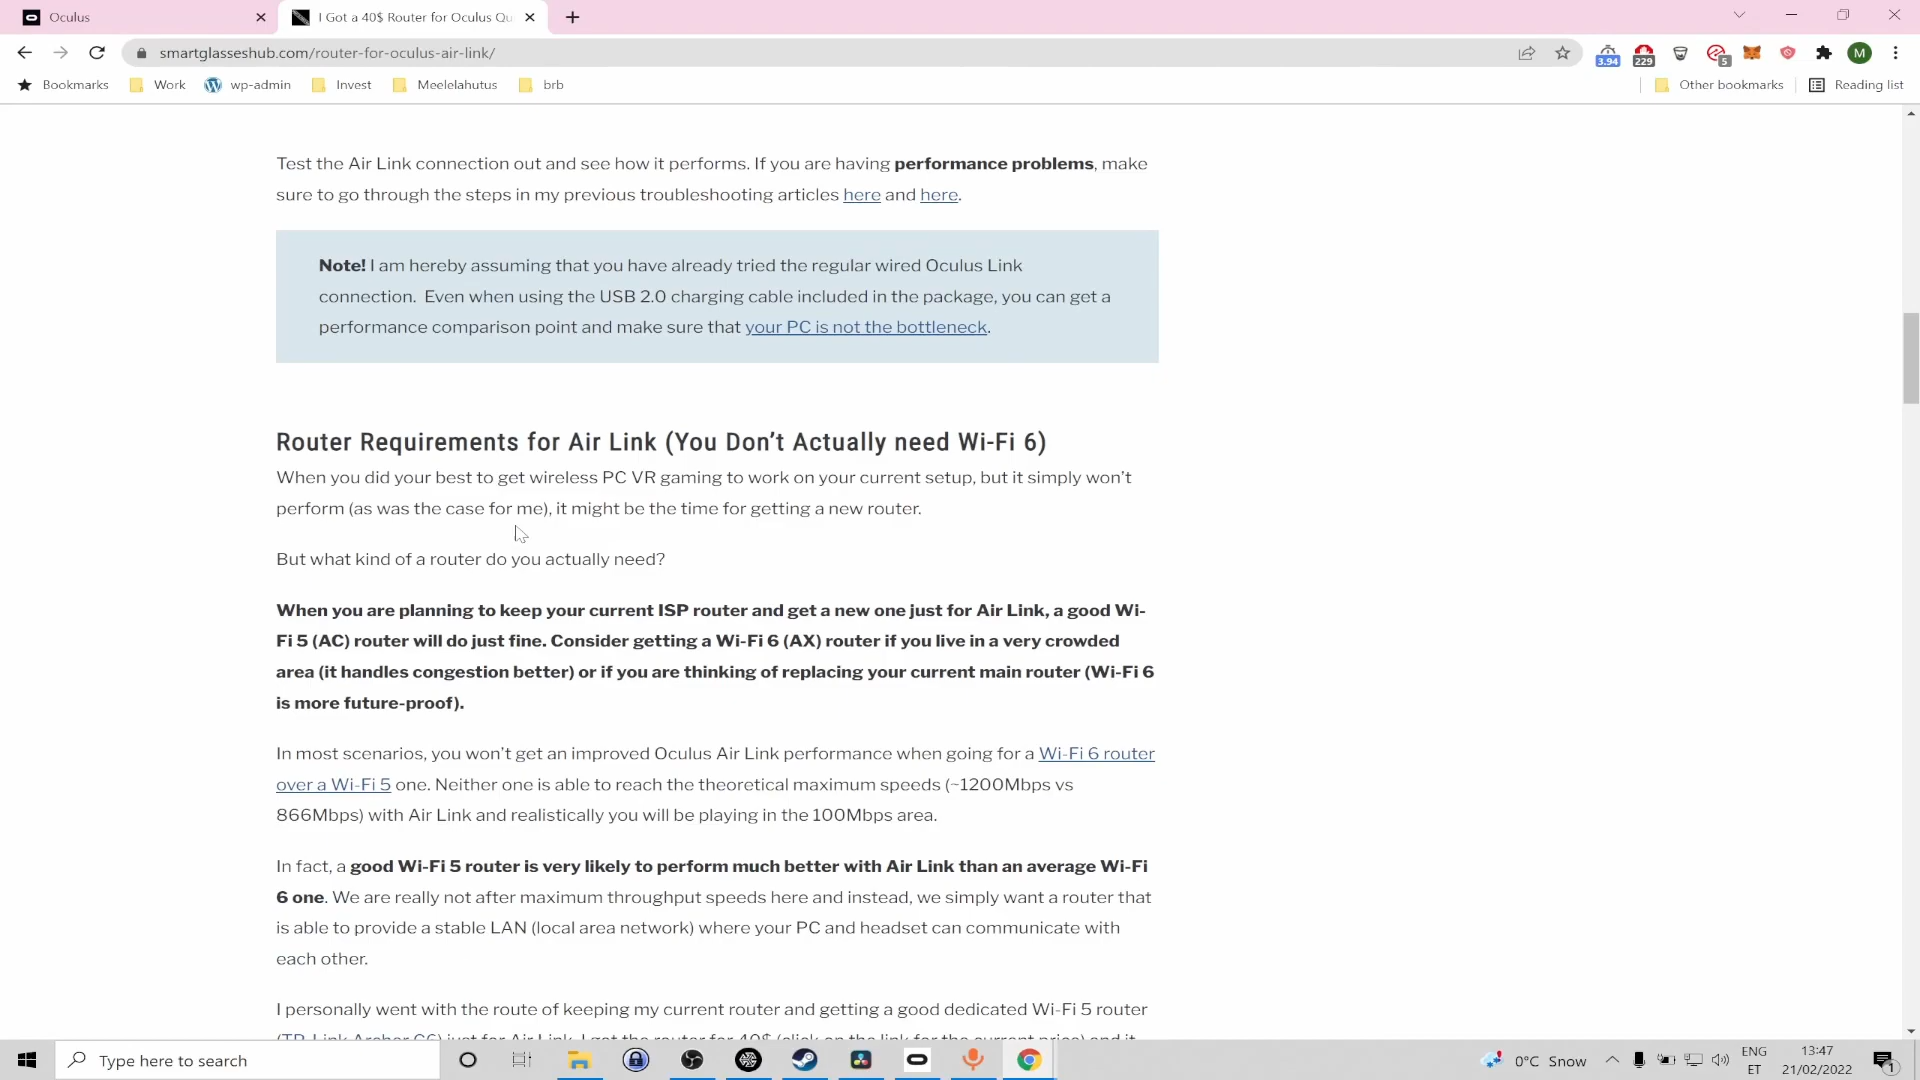 Oculus
I Got a 40$ Router for Oculus Qu
smartglasseshub.com/router-for-oculus-air-link/
3.94
229
5
M
Bookmarks
Work
wp-admin
Invest
Meelelahutus
brb
Other bookmarks
Reading list
Test the Air Link connection out and see how it performs. If you are having performance problems, make
sure to go through the steps in my previous troubleshooting articles here and here.
Note! I am hereby assuming that you have already tried the regular wired Oculus Link
connection. Even when using the USB 2.0 charging cable included in the package, you can get a
performance comparison point and make sure that your PC is not the bottleneck.
Router Requirements for Air Link (You Don't Actually need Wi-Fi 6)
When you did your best to get wireless PC VR gaming to work on your current setup, but it simply won't
perform (as was the case for me), it might be the time for getting a new router.
But what kind of a router do you actually need?
When you are planning to keep your current ISP router and get a new one just for Air Link, a good Wi-
Fi 5 (AC) router will do just fine. Consider getting a Wi-Fi 6 (AX) router if you live in a very crowded
area (it handles congestion better) or if you are thinking of replacing your current main router (Wi-Fi 6
is more future-proof).
In most scenarios, you won't get an improved Oculus Air Link performance when going for a Wi-Fi 6 router
over a Wi-Fi 5 one. Neither one is able to reach the theoretical maximum speeds (~1200Mbps vs
866Mbps) with Air Link and realistically you will be playing in the 100Mbps area.
In fact, a good Wi-Fi 5 router is very likely to perform much better with Air Link than an average Wi-Fi
6 one. We are really not after maximum throughput speeds here and instead, we simply want a router that
is able to provide a stable LAN (local area network) where your PC and headset can communicate with
each other.
I personally went with the route of keeping my current router and getting a good dedicated Wi-Fi 5 router
(TP-Link Archer C6) just for Air Link. I got the router for 40$ (click on the link for the current price) and it
Type here to search
0°C Snow
ENG
ET
13:47
21/02/2022
1